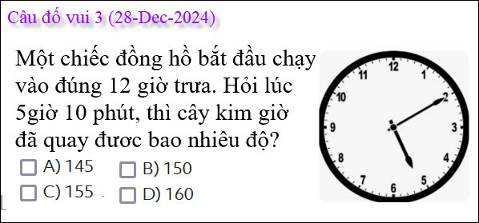 Câu đố vui 3 (28-Dec-2024)
Một chiếc đồng hồ bắt đầu chạy
vào đúng 12 giờ trưa. Hỏi lúc
5giờ 10 phút, thì cây kim giờ
đã quay đươc bao nhiêu độ?
A) 145 B) 150
C) 155 D) 160
12
11 1
10 2
9 3
8 4
7 5
6